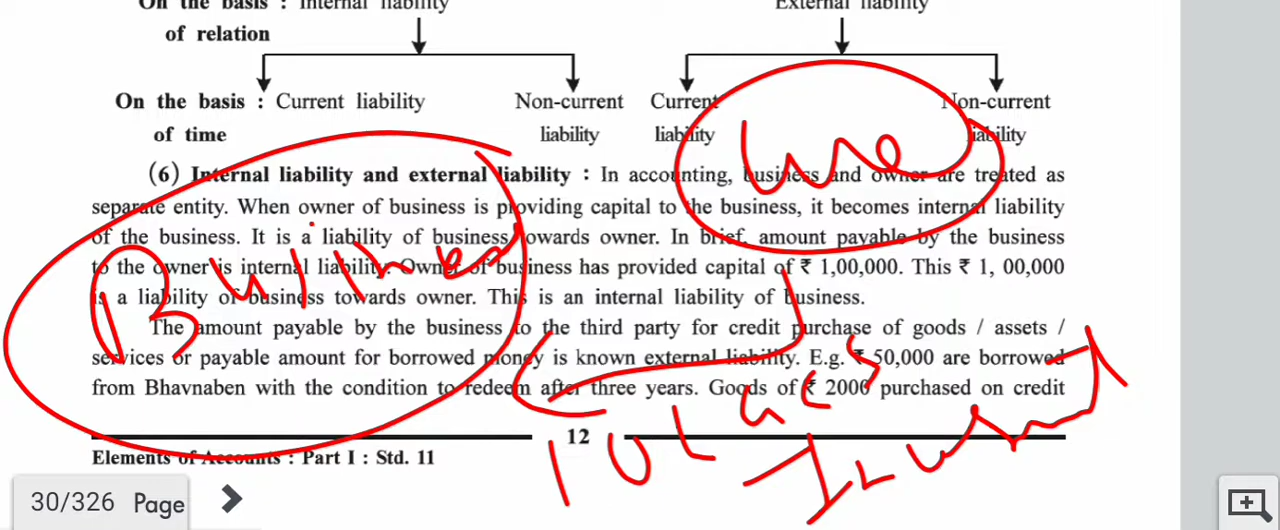 On the basis : Internal liability External liability
of relation
On the basis : Current liability Non-current Current Non-current
of time liability liability liability
(6) Internal liability and external liability : In accounting, business and owner are treated as
separate entity. When owner of business is providing capital to the business, it becomes internal liability
of the business. It is a liability of business towards owner. In brief, amount payable by the business
to the owner is internal liability. Owner of business has provided capital of ₹ 1,00,000. This ₹ 1, 00,000
is a liability of business towards owner. This is an internal liability of business.
The amount payable by the business to the third party for credit purchase of goods / assets /
services or payable amount for borrowed money is known external liability. E.g. ₹ 50,000 are borrowed
from Bhavnaben with the condition to redeem after three years. Goods of ₹ 2000 purchased on credit
12
Elements of Accounts : Part I : Std. 11
30/326 Page